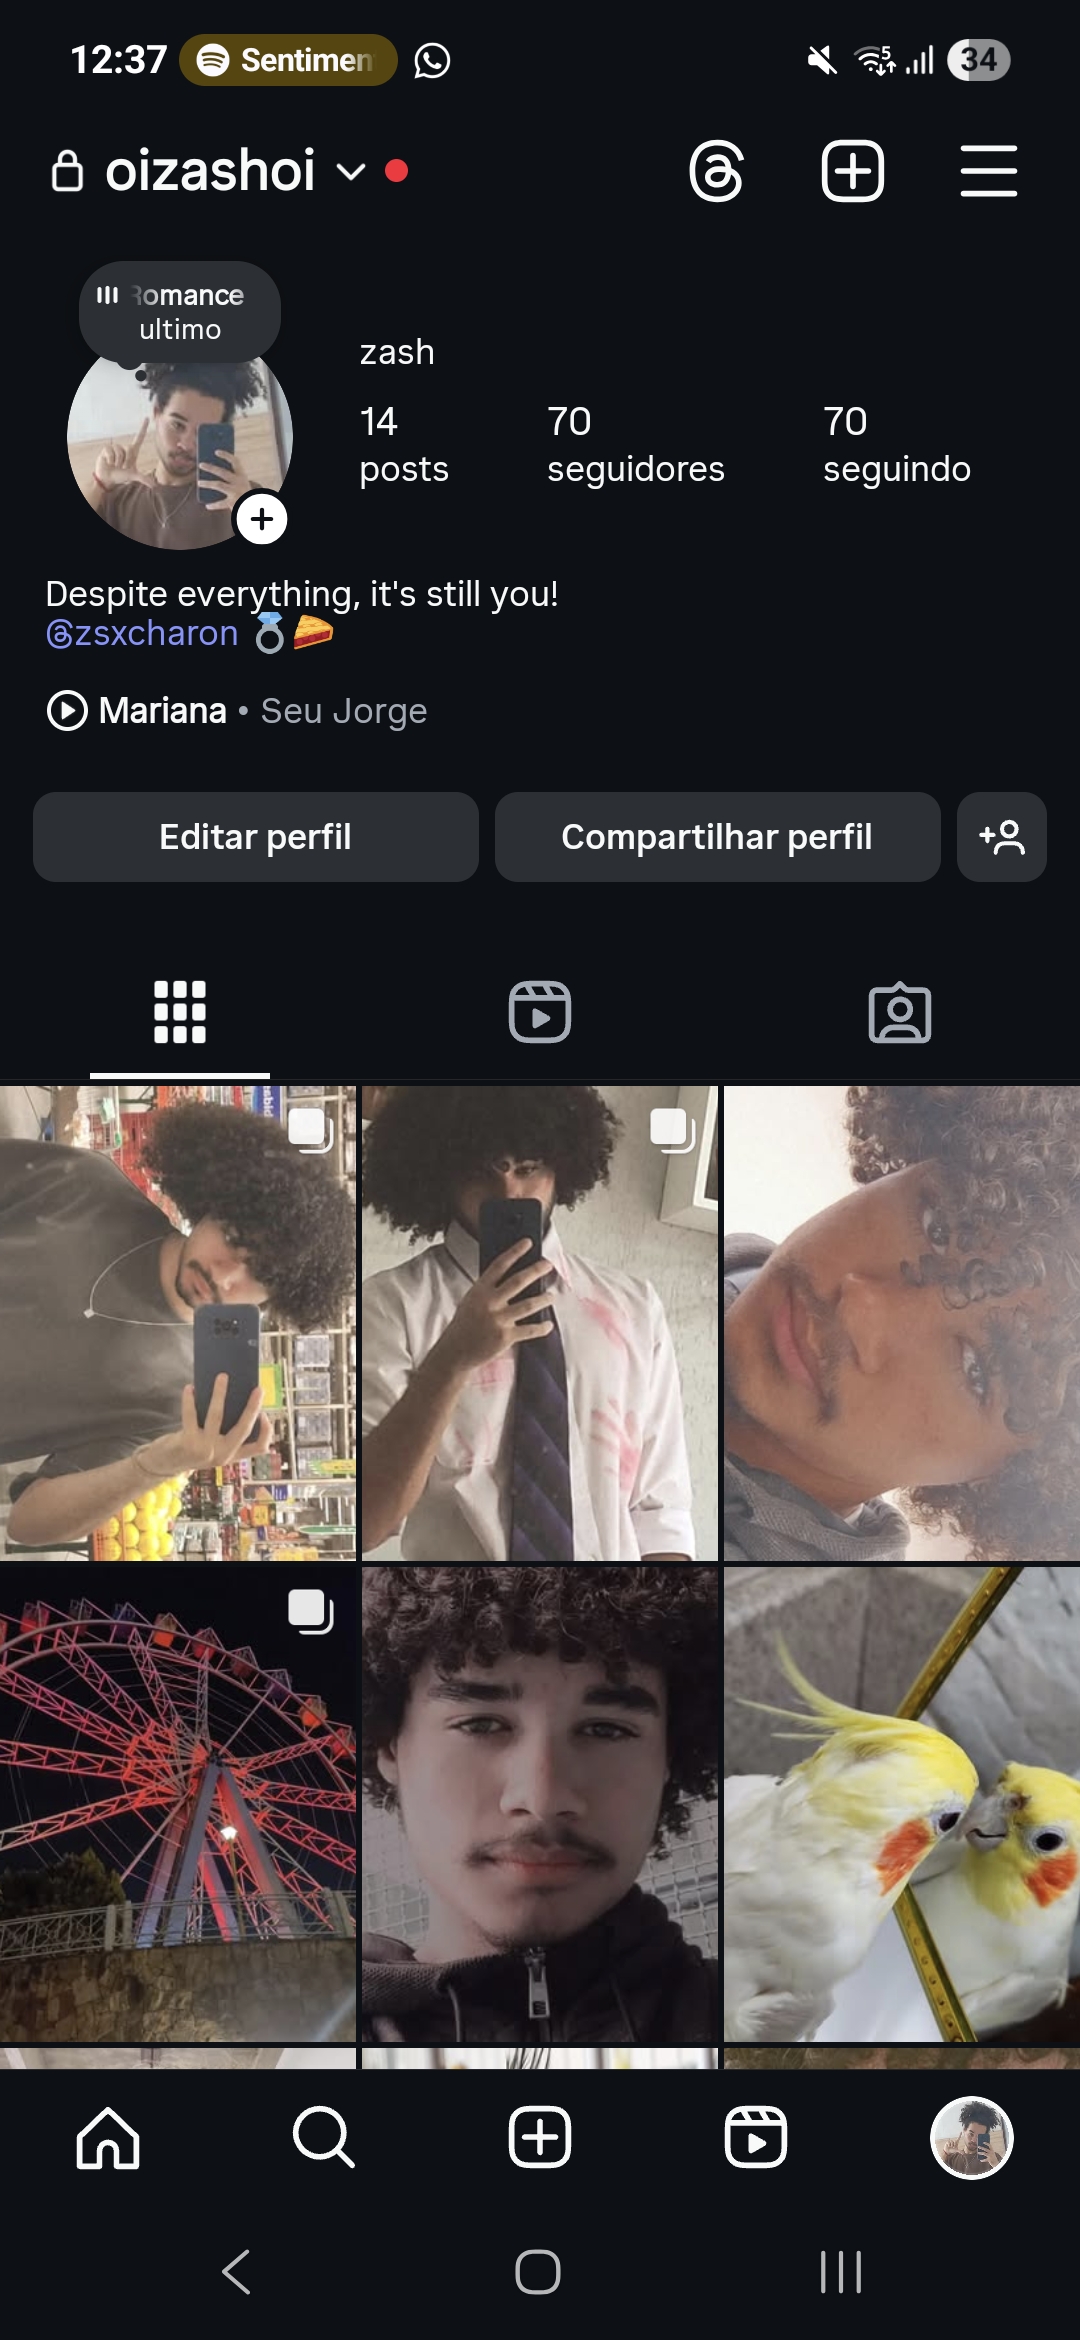 12:37 Sentimen 34
oizashoi
Romance
ultimo
zash
14 70 70
posts seguidores seguindo
Despite everything, it's still you!
@zsxcharon
Mariana • Seu Jorge
Editar perfil Compartilhar perfil